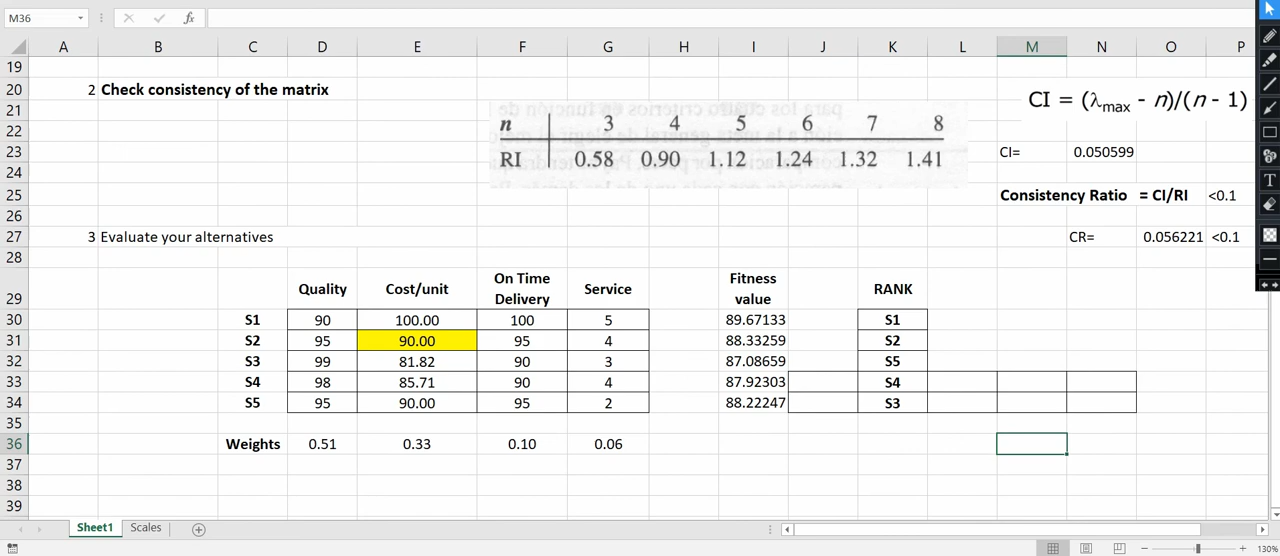 M36
fx
A B C D E F G H I J K L M N O P
19
20 2 Check consistency of the matrix
21 CI = (λmax - n)/(n - 1)
22 n 3 4 5 6 7 8
23 RI 0.58 0.90 1.12 1.24 1.32 1.41 CI= 0.050599
24
25 Consistency Ratio = CI/RI <0.1
26
27 3 Evaluate your alternatives CR= 0.056221 <0.1
28
29 Quality Cost/unit On Time Delivery Service Fitness value RANK
30 S1 90 100.00 100 5 89.67133 S1
31 S2 95 90.00 95 4 88.33259 S2
32 S3 99 81.82 90 3 87.08659 S5
33 S4 98 85.71 90 4 87.92303 S4
34 S5 95 90.00 95 2 88.22247 S3
35
36 Weights 0.51 0.33 0.10 0.06
37
38
39
Sheet1 Scales
130%